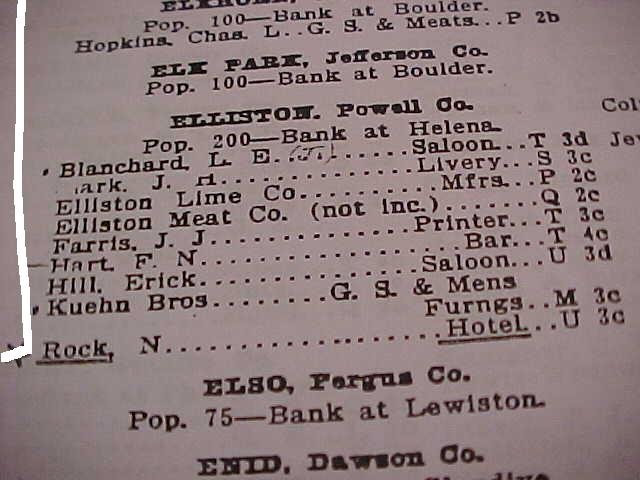 Pop. 100—Bank at Boulder.
Hopkins, Chas. L..G. S. & Meats...P 2b
ELK PARK, Jefferson Co.
Pop. 100—Bank at Boulder.
ELLISTON, Powell Co.
Pop. 200—Bank at Helena.
Blanchard, L. E..........Saloon...T 3d
J. H....................Livery...S 3c
Elliston Lime Co............Mfrs...P 2c
Elliston Meat Co. (not inc.)........Q 2c
Farris, J. J................Printer...T 3c
Hart, F. N....................Bar...T 4c
Hill, Erick................Saloon...U 3d
Kuehn Bros........G. S. & Mens
Furngs..M 3c
Rock, N....................Hotel...U 3c
ELSO, Fergus Co.
Pop. 75—Bank at Lewiston.
ENID, Dawson Co.